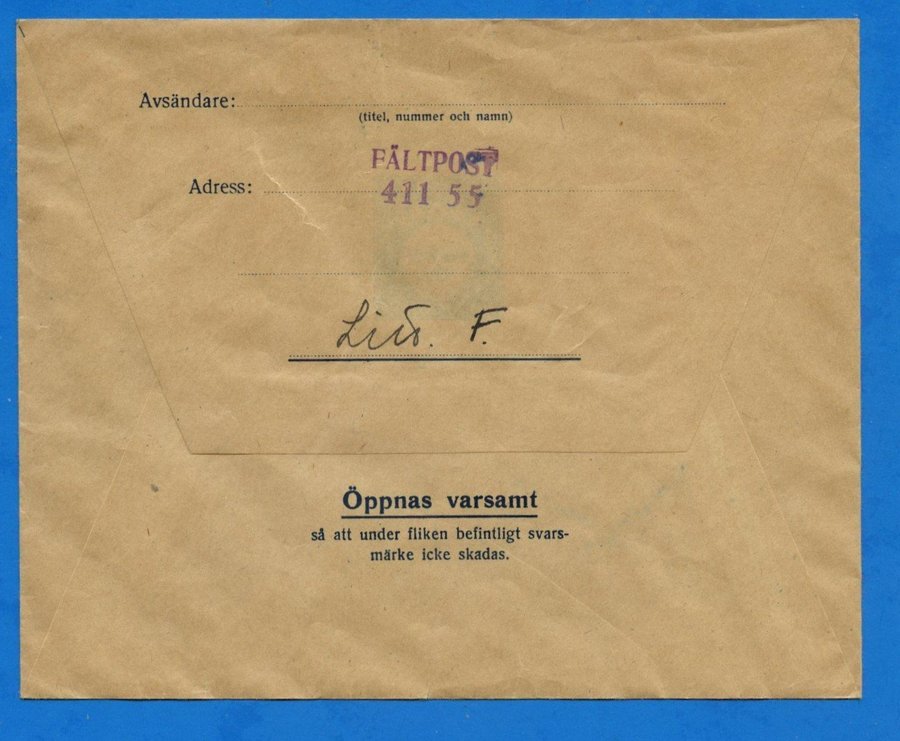 Avsändare:
(titel, nummer och namn)
FÄLTPOST
Adress: 411 55
F.
Öppnas varsamt
så att under fliken befintligt svars-
märke icke skadas.